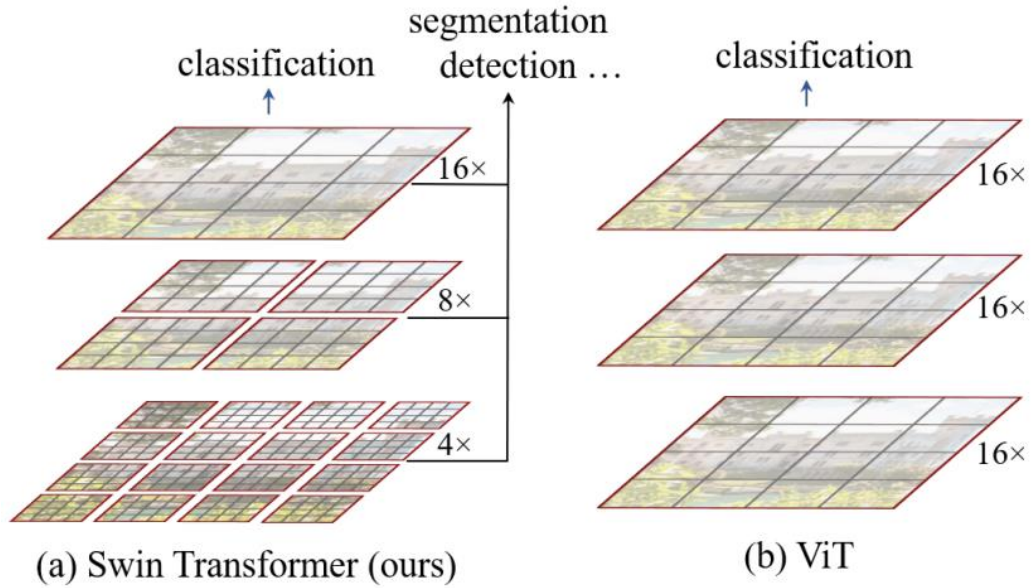 segmentation
detection ...
classification
16×
8×
4×
(a) Swin Transformer (ours)
classification
16×
16×
16×
(b) ViT